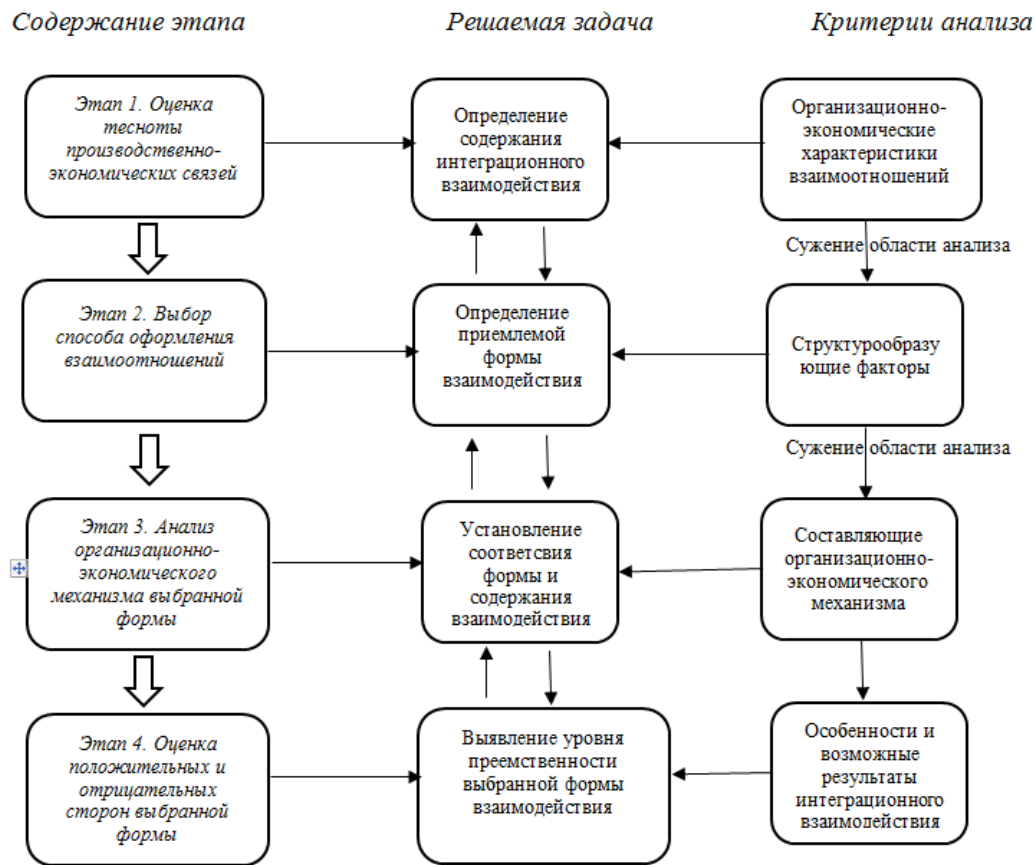 Содержание этапа
Решаемая задача
Критерии анализа
Этап 1. Оценка
тесноты
производственно-
экономических связей
Определение
содержания
интеграционного
взаимодействия
Организационно-
экономические
характеристики
взаимоотношений
Сужение области анализа
Этап 2. Выбор
способа оформления
взаимоотношений
Определение
приемлемой
формы
взаимодействия
Структурообразу
ющие факторы
Сужение области анализа
Этап 3. Анализ
организационно-
экономического
механизма выбранной
формы
Установление
соответсвия
формы и
содержания
взаимодействия
Составляющие
организационно-
экономического
механизма
Этап 4. Оценка
положительных и
отрицательных
сторон выбранной
формы
Выявление уровня
преемственности
выбранной формы
взаимодействия
Особенности и
возможные
результаты
интеграционного
взаимодействия